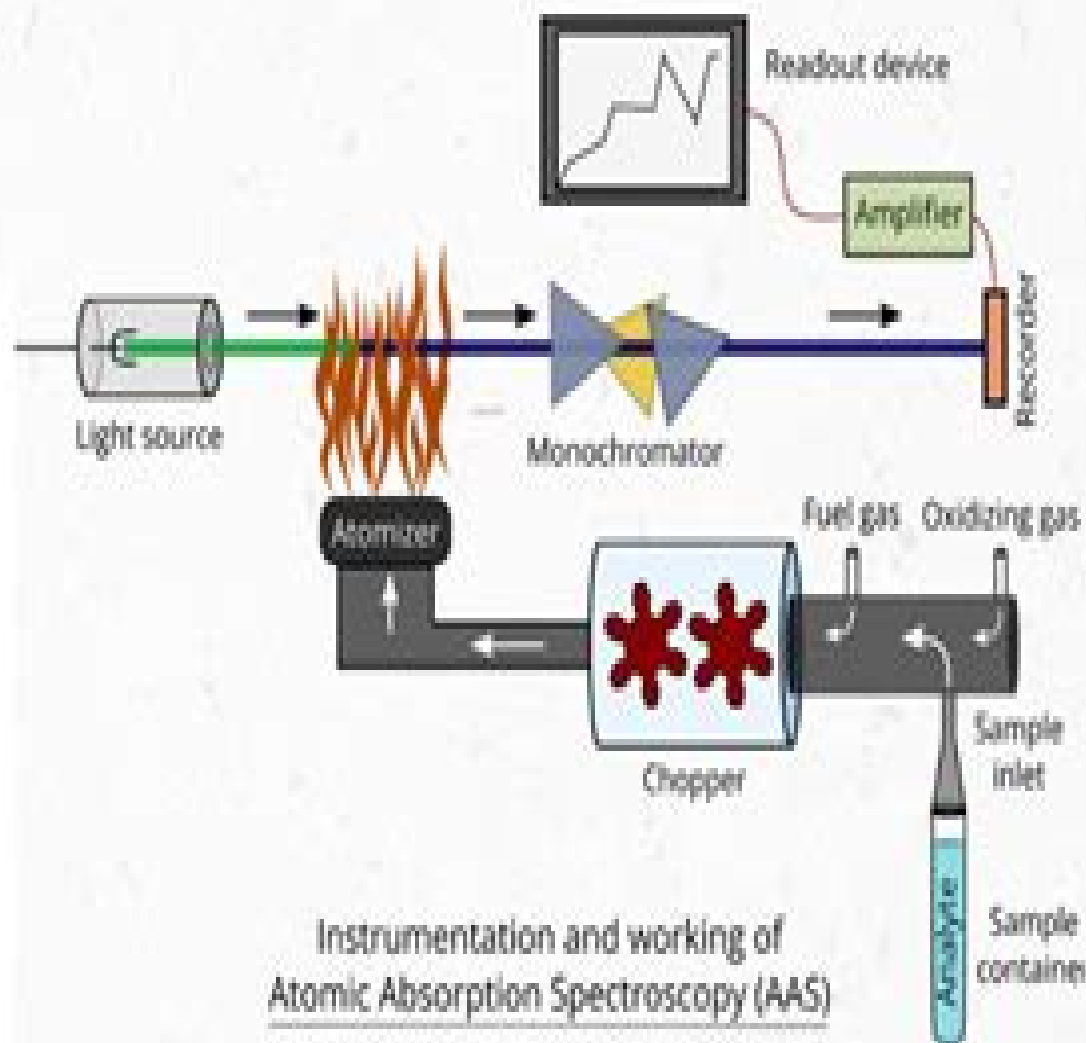 Readout device
Amplifier
Recorder
Light source
Monochromator
Atomizer
Fuel gas
Oxidizing gas
Chopper
Sample
inlet
Analyte
Sample
containe
Instrumentation and working of
Atomic Absorption Spectroscopy (AAS)